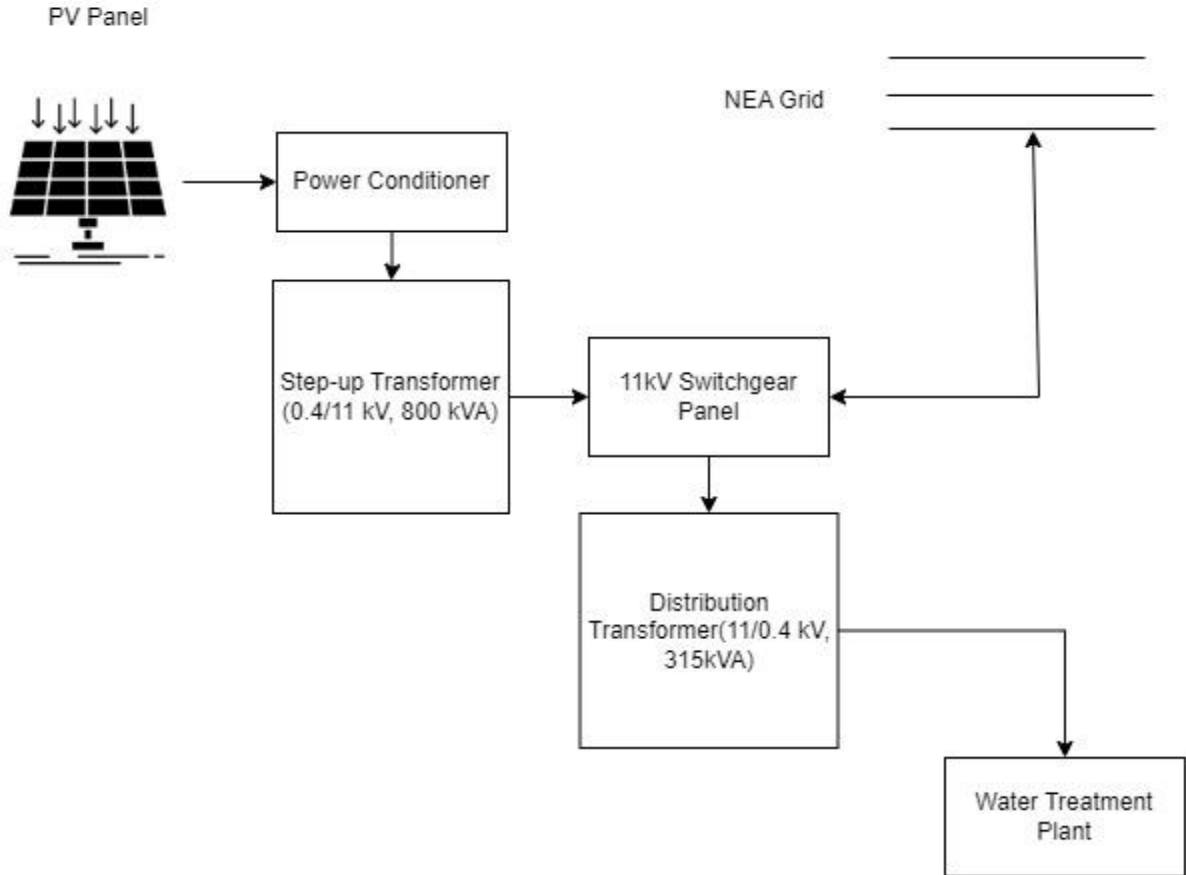 PV Panel
NEA Grid
Power Conditioner
Step-up Transformer
(0.4/11 kV, 800 kVA)
11kV Switchgear
Panel
Distribution
Transformer(11/0.4 kV,
315kVA)
Water Treatment
Plant